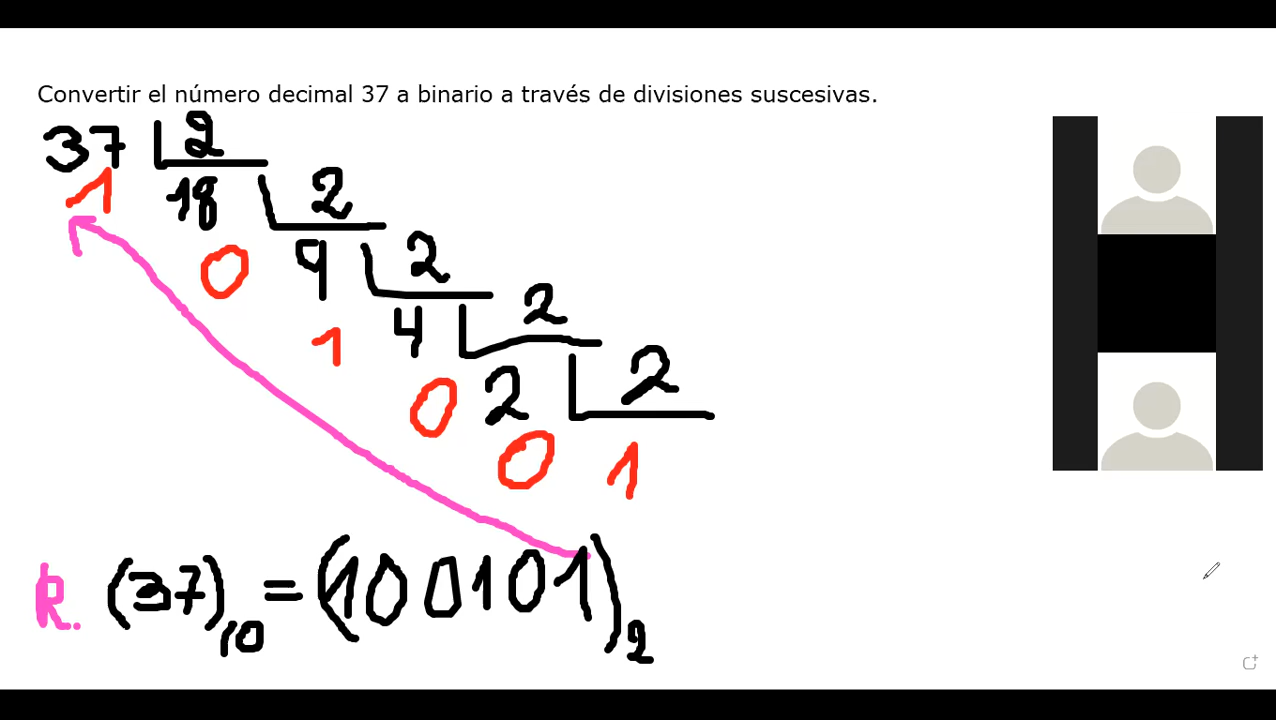 Convertir el número decimal 37 a binario a través de divisiones suscesivas.
37 2
1 18 2
0 9 2
1 4 2
0 2 2
0 1
R. (37)10 = (100101)2